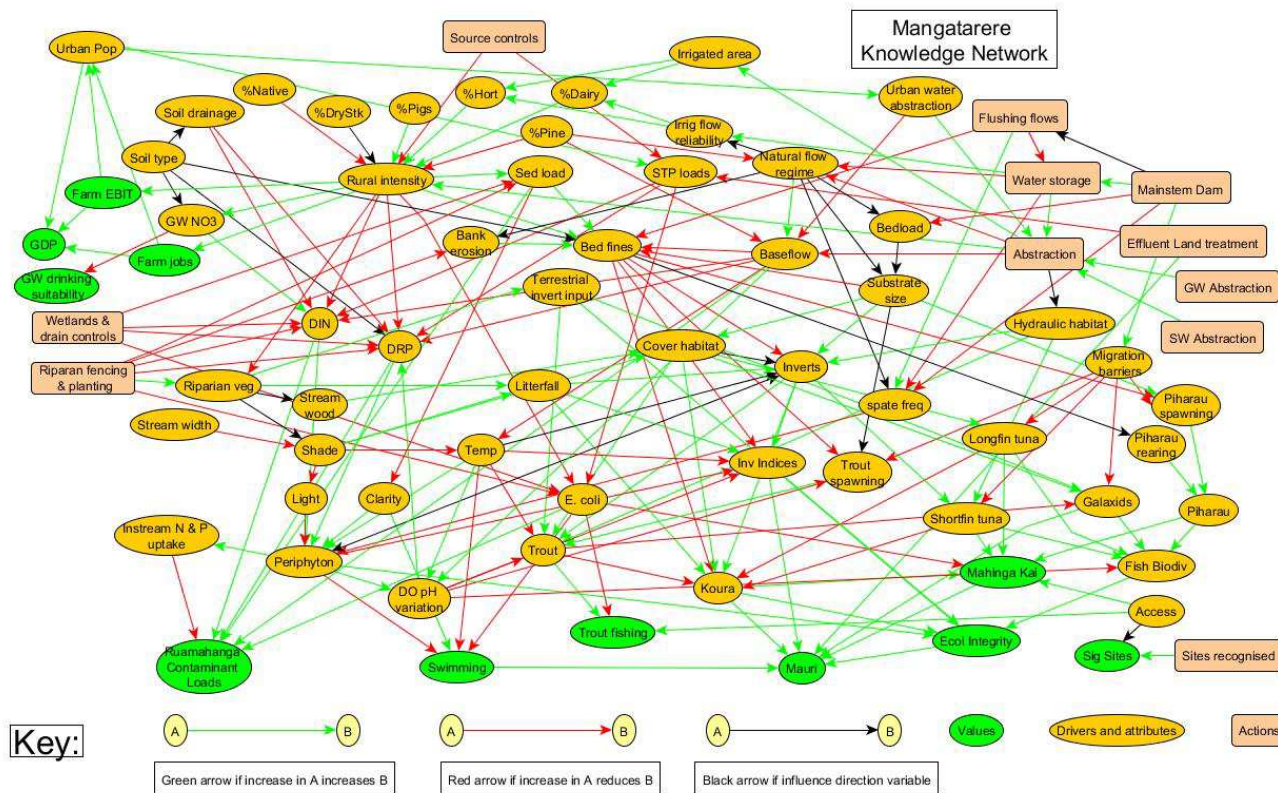 Mangatarere
Knowledge Network
Source controls
Urban Pop
Irrigated area
%Native
%Hort
%Dairy
Urban water
abstraction
Soil drainage
%DryStk
%Pigs
%Pine
Irrig flow
reliability
Flushing flows
Soil type
Rural intensity
Sed load
STP loads
Natural flow
regime
Water storage
Mainstem Dam
Farm EBIT
GW NO3
GDP
Bank
erosion
Bed fines
Baseflow
Bedload
Abstraction
Effluent Land treatment
Farm jobs
GW drinking
suitability
Terrestrial
invert input
Substrate
size
GW Abstraction
Wetlands &
drain controls
DIN
Hydraulic habitat
SW Abstraction
DRP
Cover habitat
Inverts
Migration
barriers
Riparan fencing
& planting
Riparian veg
Litterfall
Stream
wood
spate freq
Piharau
spawning
Stream width
Shade
Temp
Inv Indices
Trout
spawning
Longfin tuna
Piharau
rearing
Light
Clarity
E. coli
Galaxids
Piharau
Instream N & P
uptake
Shortfin tuna
Periphyton
Trout
Mahinga Kai
Fish Biodiv
DO pH
variation
Koura
Access
Trout fishing
Ecol Integrity
Ruamahanga
Contaminant
Loads
Swimming
Mauri
Sig Sites
Sites recognised
Key:
A
B
A
B
A
B
Values
Drivers and attributes
Actions
Green arrow if increase in A increases B
Red arrow if increase in A reduces B
Black arrow if influence direction variable